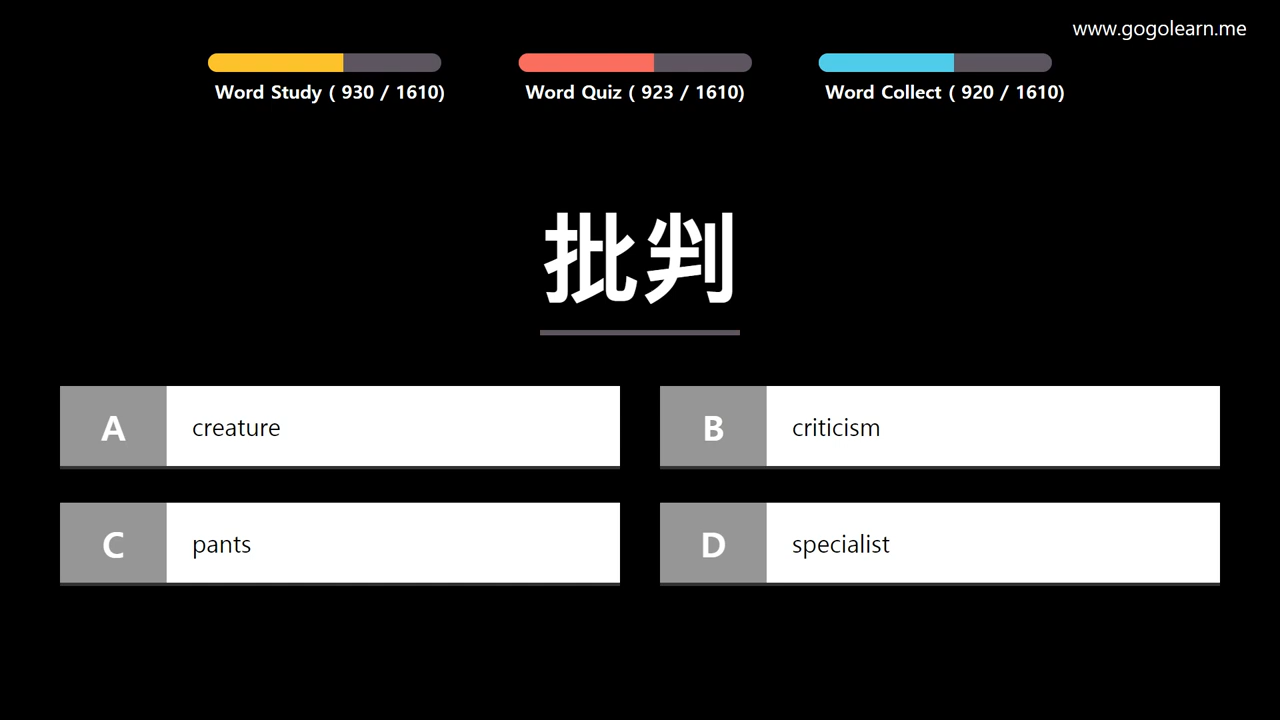 www.gogolearn.me
Word Study ( 930 / 1610)
Word Quiz ( 923 / 1610)
Word Collect ( 920 / 1610)
批判
A creature
B criticism
C pants
D specialist